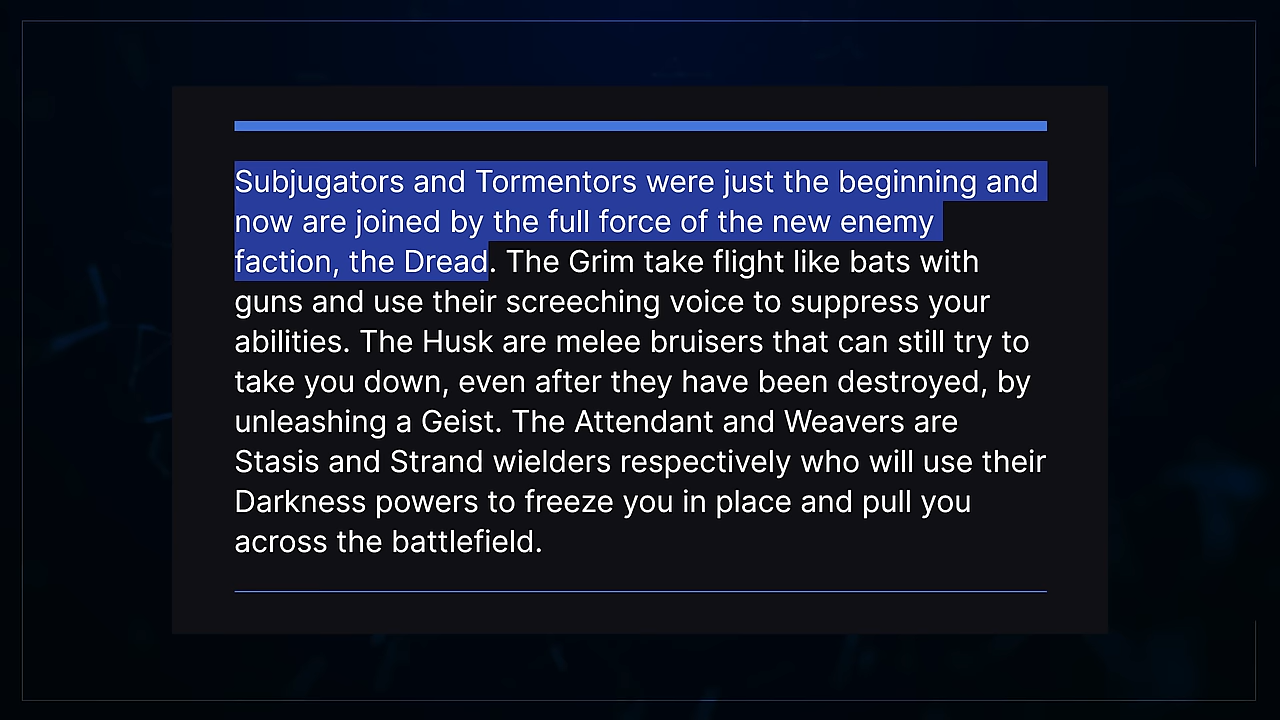 Subjugators and Tormentors were just the beginning and
now are joined by the full force of the new enemy
faction, the Dread. The Grim take flight like bats with
guns and use their screeching voice to suppress your
abilities. The Husk are melee bruisers that can still try to
take you down, even after they have been destroyed, by
unleashing a Geist. The Attendant and Weavers are
Stasis and Strand wielders respectively who will use their
Darkness powers to freeze you in place and pull you
across the battlefield.